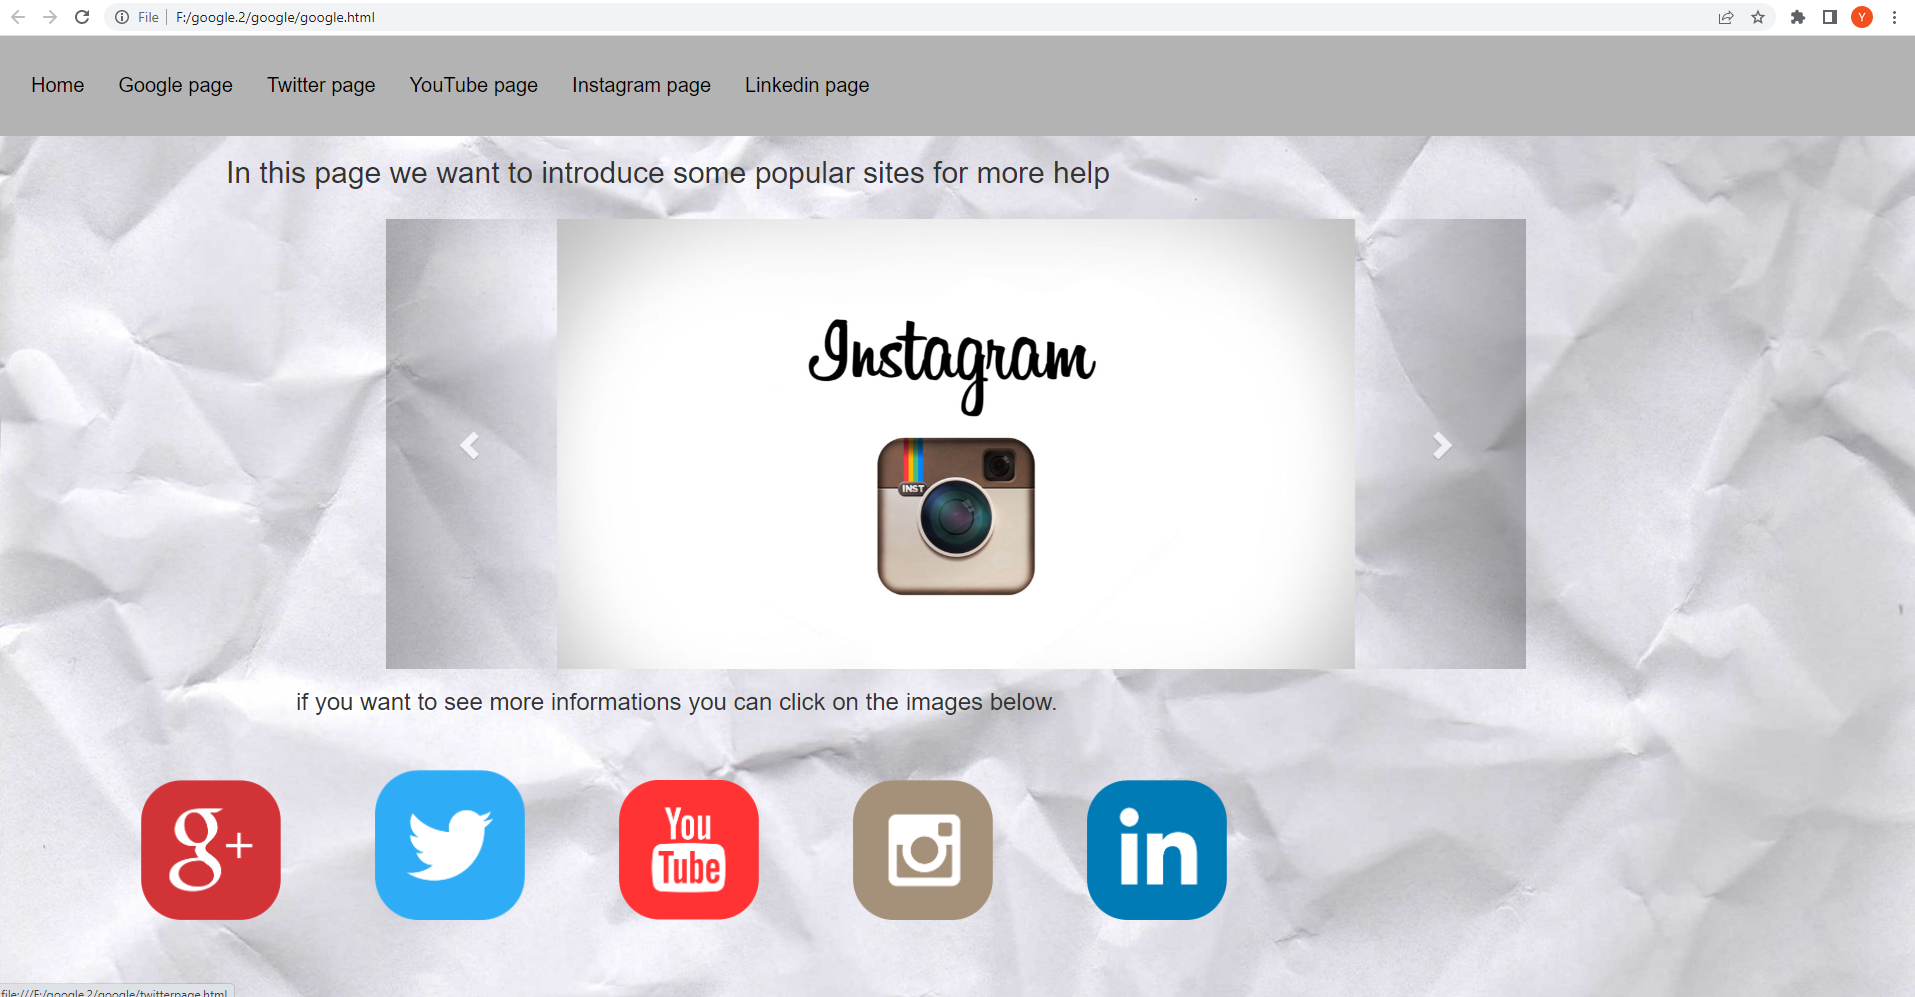 File F:/google.2/google/google.html
Y
Home Google page Twitter page YouTube page Instagram page Linkedin page
In this page we want to introduce some popular sites for more help
Instagram
INST
if you want to see more informations you can click on the images below.
g+
You
Tube
in
file:///F:/google.2/google/twitterpage.html